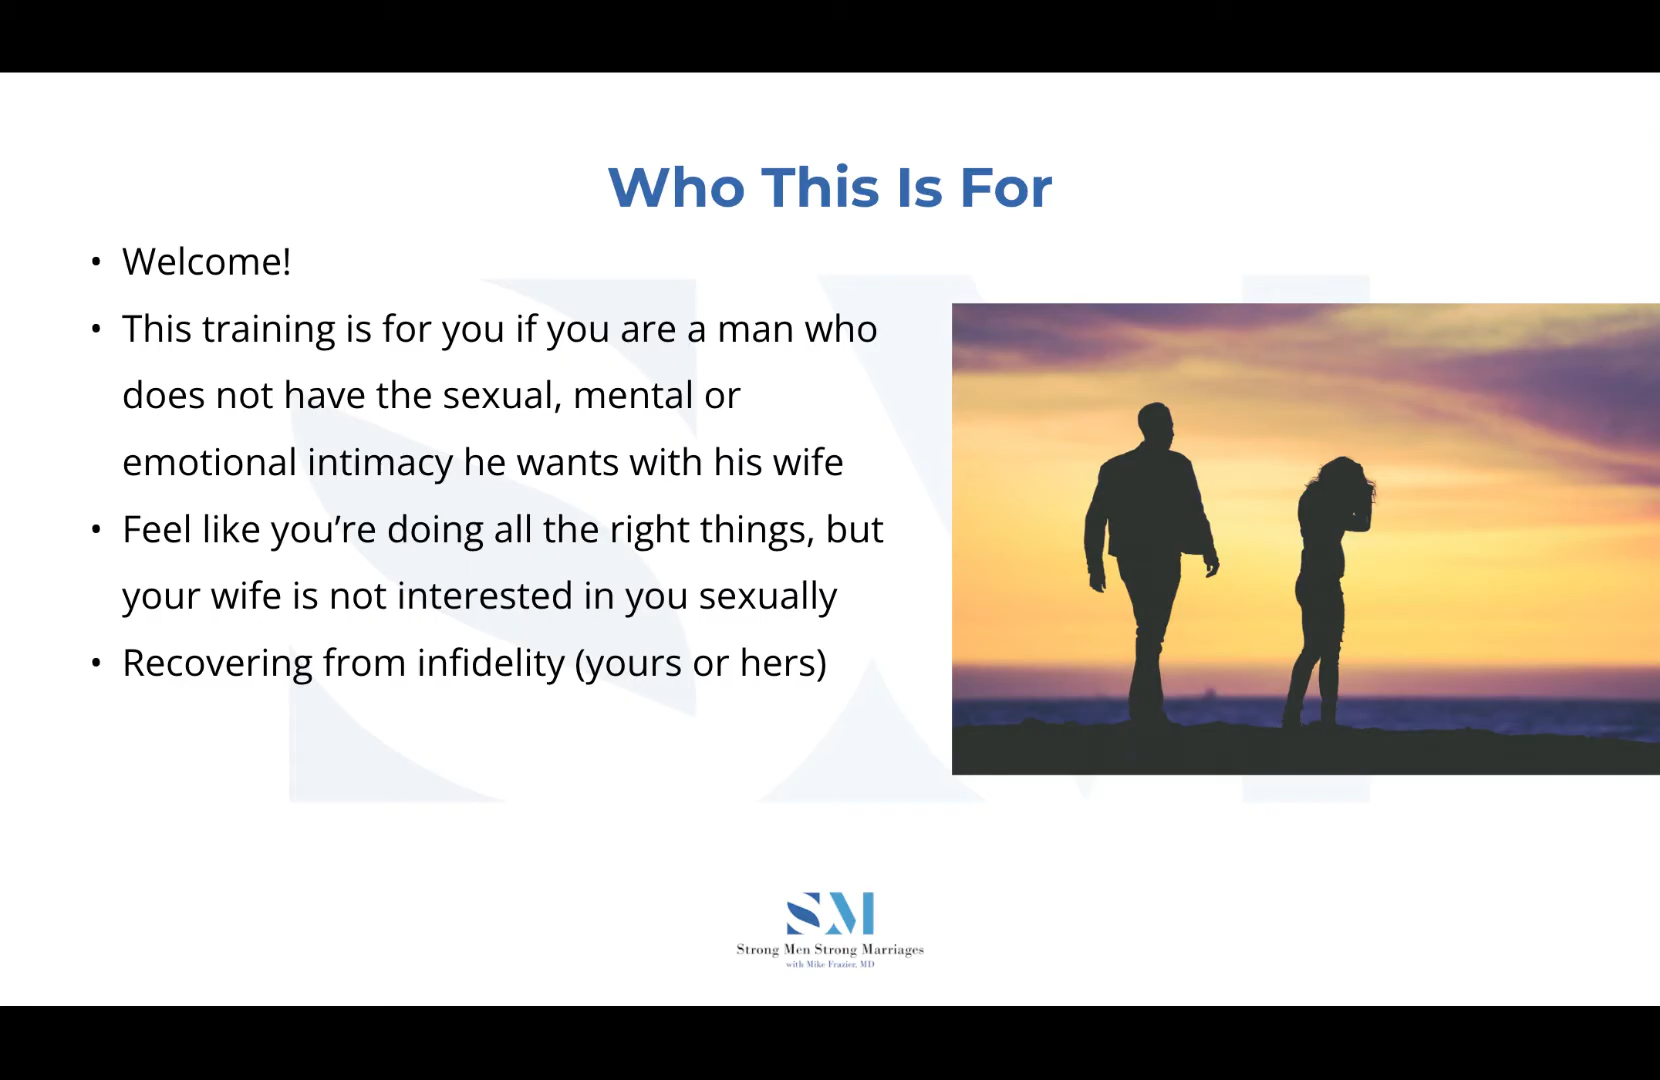 Who This Is For
• Welcome!
• This training is for you if you are a man who
does not have the sexual, mental or
emotional intimacy he wants with his wife
• Feel like you’re doing all the right things, but
your wife is not interested in you sexually
• Recovering from infidelity (yours or hers)
SM
Strong Men Strong Marriages
with Mike Frazier, MD